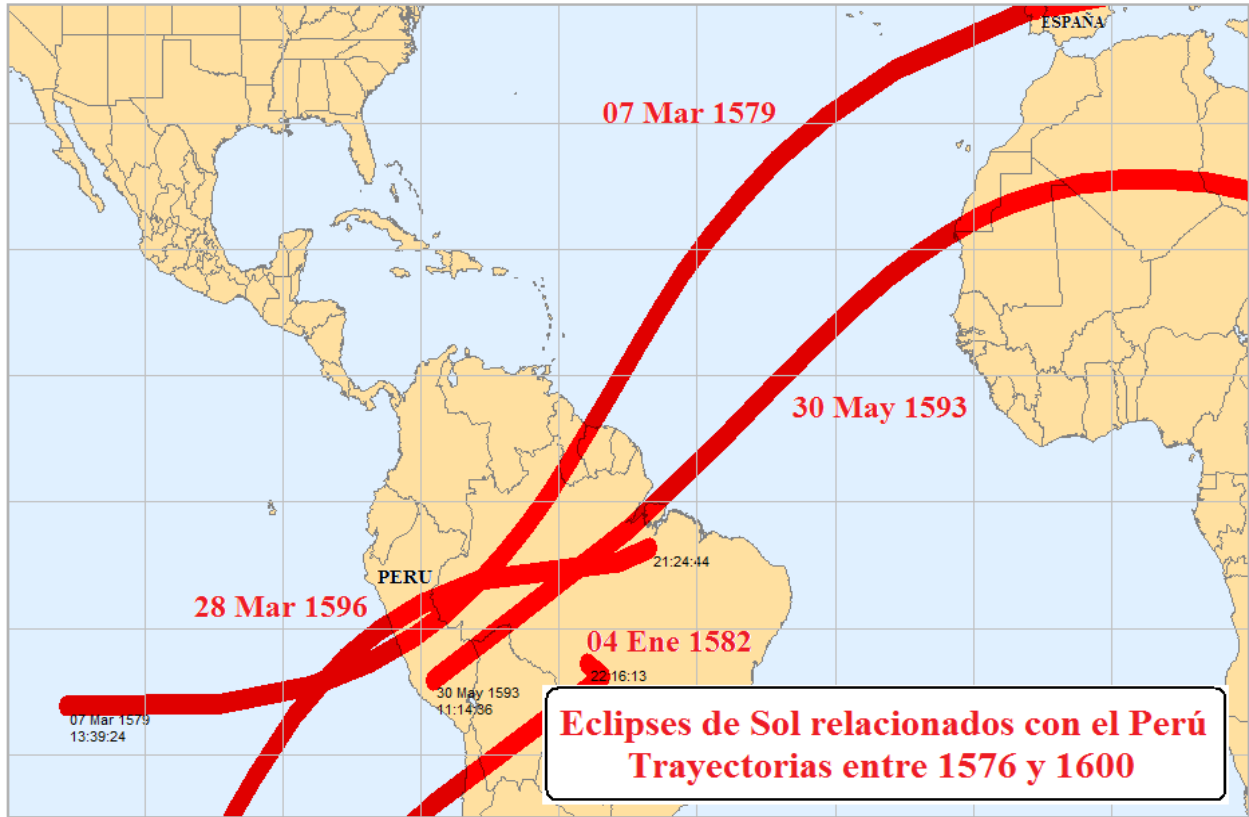 ESPAÑA
07 Mar 1579
30 May 1593
21:24:44
PERU
28 Mar 1596
04 Ene 1582
22:16:13
30 May 1593
11:14:36
07 Mar 1579
13:39:24
Eclipses de Sol relacionados con el Perú
Trayectorias entre 1576 y 1600